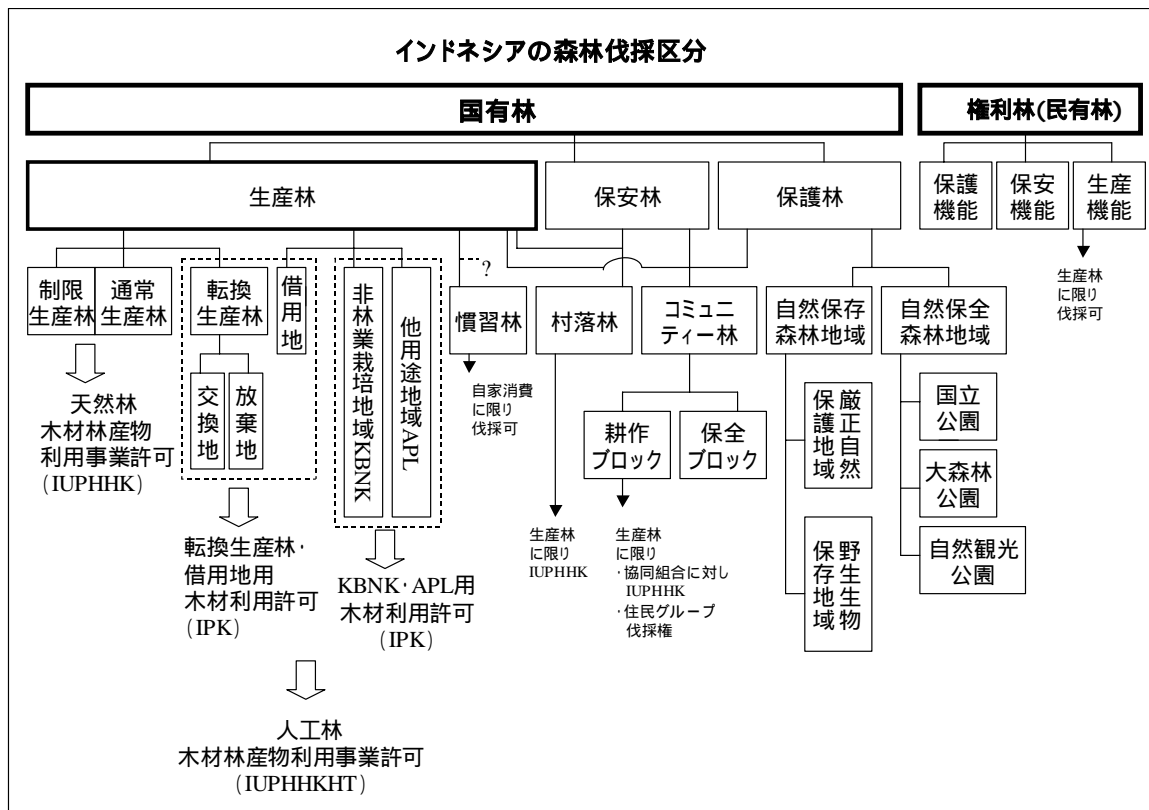 インドネシアの森林伐採区分
国有林
権利林(民有林)
生産林
保安林
保護林
保護
機能
保安
機能
生産
機能
制限
生産林
通常
生産林
転換
生産林
借用地
非林業栽培地域KBNK
他用途地域APL
?
慣習林
村落林
コミュニ
ティー林
自然保存
森林地域
自然保全
森林地域
生産林
に限り
伐採可
交換地
放棄地
天然林
木材林産物
利用事業許可
(IUPHHK)
自家消費
に限り
伐採可
耕作
ブロック
保全
ブロック
厳正自然
保護地域
国立
公園
大森林
公園
自然観光
公園
野生生物
保存地域
転換生産林・
借用地用
木材利用許可
(IPK)
KBNK・APL用
木材利用許可
(IPK)
生産林
に限り
IUPHHK
生産林
に限り
・協同組合に対し
IUPHHK
・住民グループ
伐採権
人工林
木材林産物利用事業許可
(IUPHHKHT)